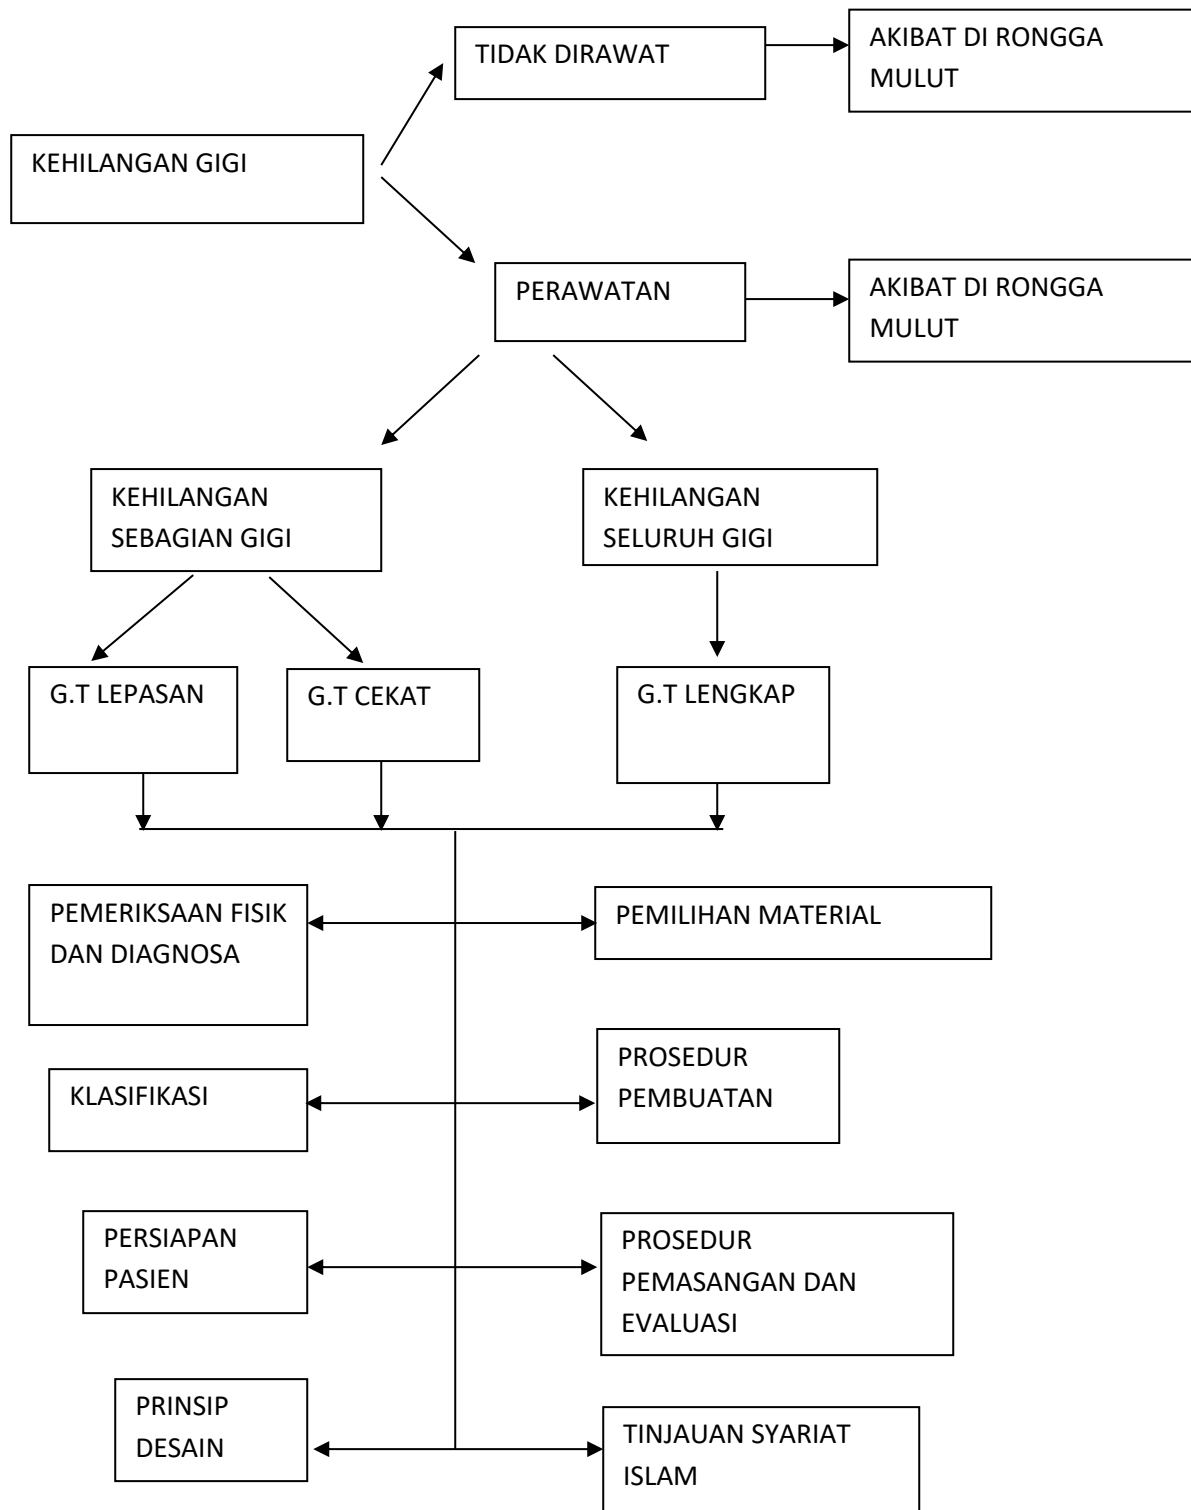 TIDAK DIRAWAT
AKIBAT DI RONGGA
MULUT
KEHILANGAN GIGI
PERAWATAN
AKIBAT DI RONGGA
MULUT
KEHILANGAN
SEBAGIAN GIGI
KEHILANGAN
SELURUH GIGI
G.T LEPASAN
G.T CEKAT
G.T LENGKAP
PEMERIKSAAN FISIK
DAN DIAGNOSA
PEMILIHAN MATERIAL
KLASIFIKASI
PROSEDUR
PEMBUATAN
PERSIAPAN
PASIEN
PROSEDUR
PEMASANGAN DAN
EVALUASI
PRINSIP
DESAIN
TINJAUAN SYARIAT
ISLAM